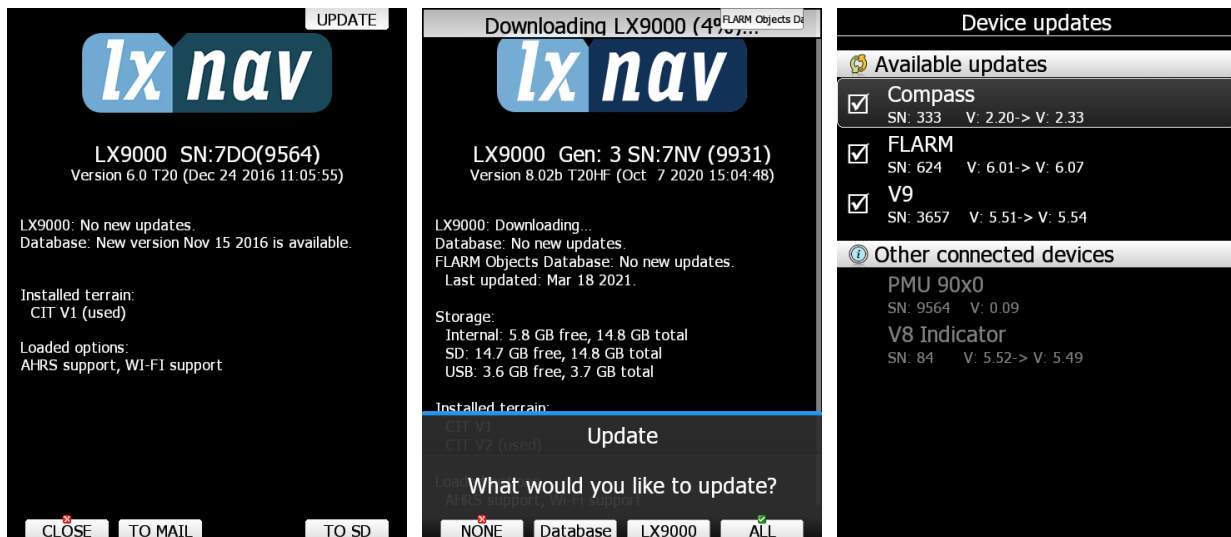 UPDATE
lx nav
LX9000 SN:7DO(9564)
Version 6.0 T20 (Dec 24 2016 11:05:55)
LX9000: No new updates.
Database: New version Nov 15 2016 is available.
Installed terrain:
CIT V1 (used)
Loaded options:
AHRS support, WI-FI support
CLOSE
TO MAIL
TO SD
Downloading LX9000 (4%)...
FLARM Objects Da
lx nav
LX9000 Gen: 3 SN:7NV (9931)
Version 8.02b T20HF (Oct 7 2020 15:04:48)
LX9000: Downloading...
Database: No new updates.
FLARM Objects Database: No new updates.
Last updated: Mar 18 2021.
Storage:
Internal: 5.8 GB free, 14.8 GB total
SD: 14.7 GB free, 14.8 GB total
USB: 3.6 GB free, 3.7 GB total
Installed terrain:
CIT V1
CIT V2 (used)
Update
What would you like to update?
AHRS support, Wi-Fi support
NONE
Database
LX9000
ALL
Device updates
Available updates
Compass
SN: 333 V: 2.20-> V: 2.33
FLARM
SN: 624 V: 6.01-> V: 6.07
V9
SN: 3657 V: 5.51-> V: 5.54
Other connected devices
PMU 90x0
SN: 9564 V: 0.09
V8 Indicator
SN: 84 V: 5.52-> V: 5.49